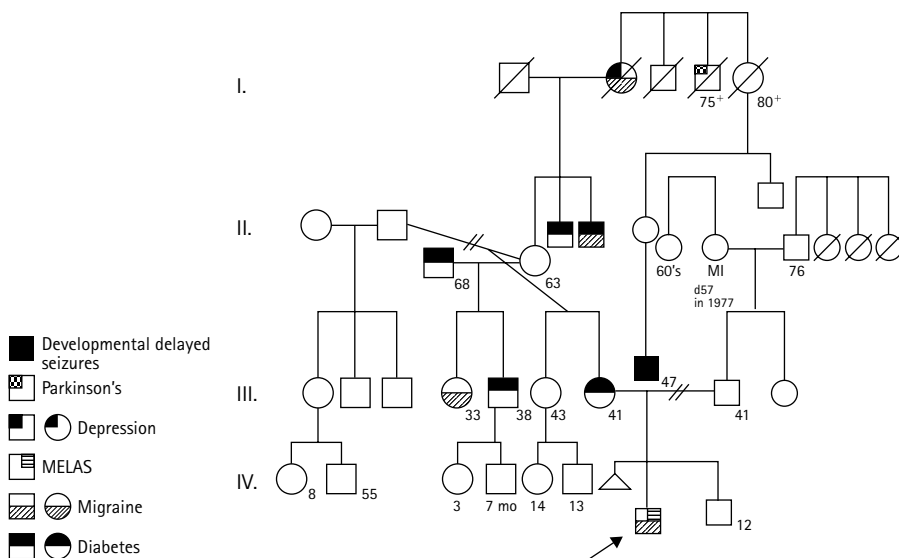 I.
75+
80+
II.
68
63
60's
MI
76
d57
in 1977
Developmental delayed
seizures
Parkinson's
Depression
MELAS
Migraine
Diabetes
III.
33
38
43
41
47
41
IV.
8
55
3
7 mo
14
13
12